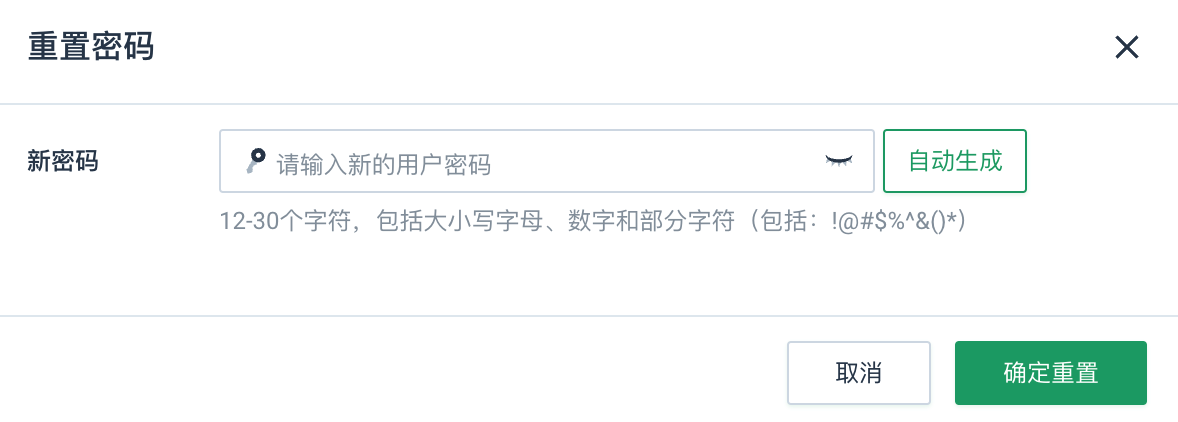 重置密码
新密码
请输入新的用户密码
自动生成
12-30个字符，包括大小写字母、数字和部分字符（包括：!@#$%^&()*）
取消
确定重置